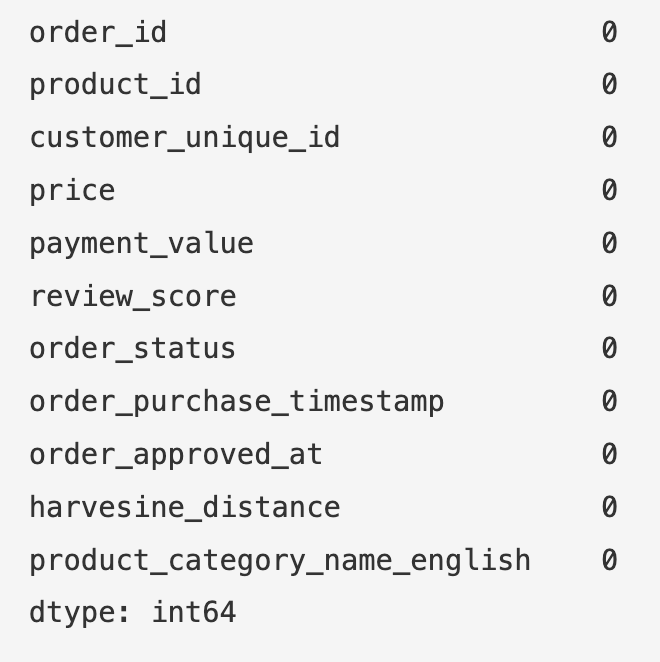 order_id 0
product_id 0
customer_unique_id 0
price 0
payment_value 0
review_score 0
order_status 0
order_purchase_timestamp 0
order_approved_at 0
harvesine_distance 0
product_category_name_english 0
dtype: int64